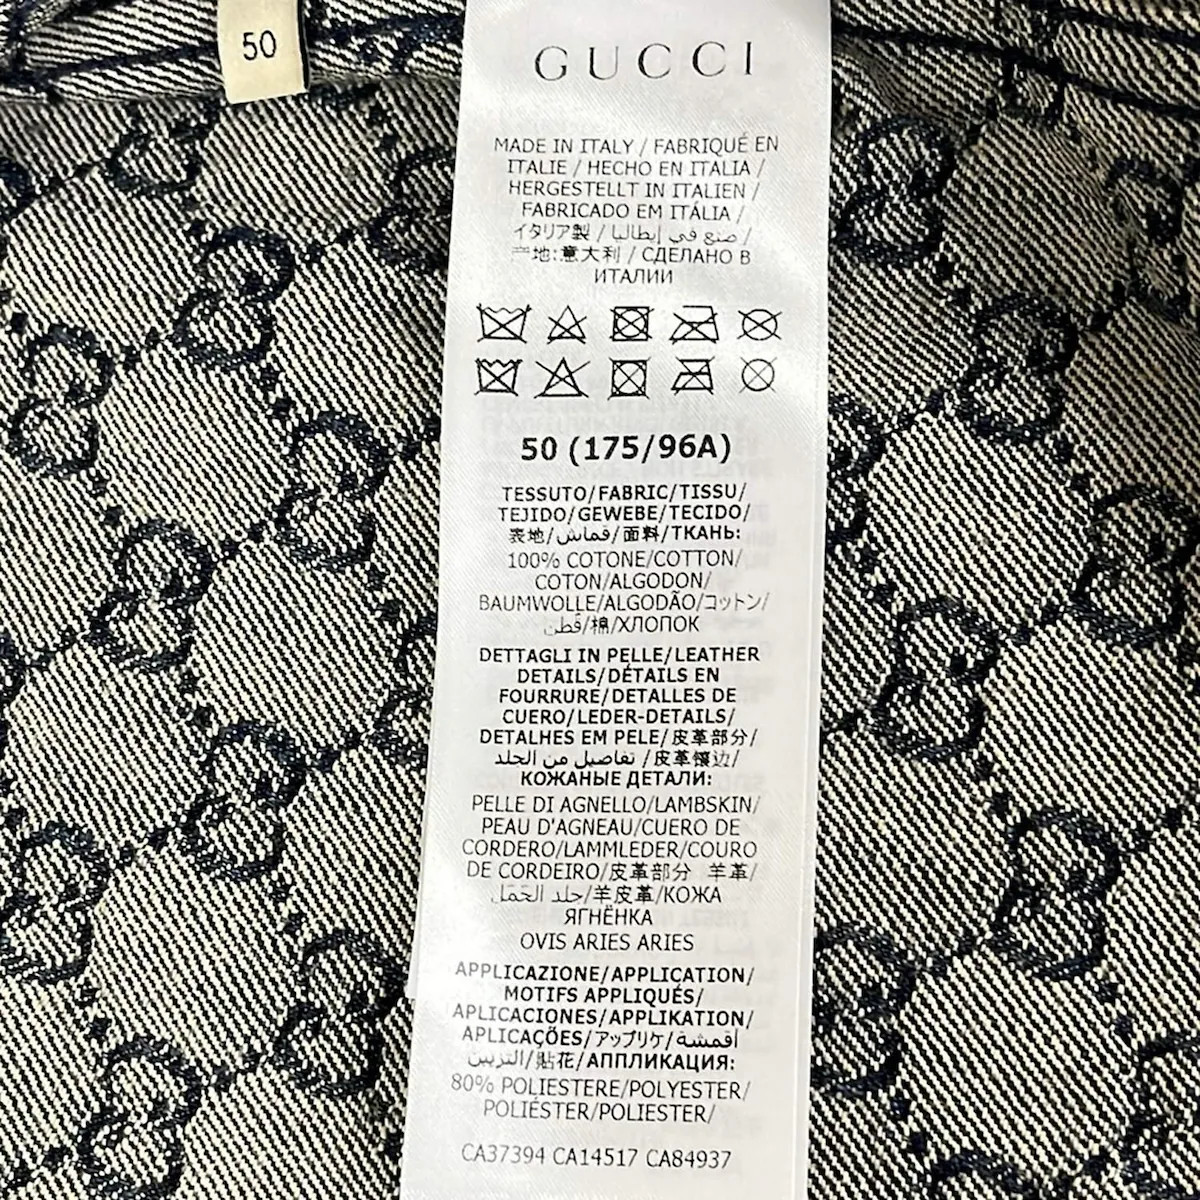 50
GUCCI
MADE IN ITALY / FABRIQUÉ EN
ITALIE / HECHO EN ITALIA /
HERGESTELLT IN ITALIEN /
FABRICADO EM ITÁLIA /
イタリア製 / صنع في إيطاليا /
产地:意大利 / СДЕЛАНО В
ИТАЛИИ
50 (175/96A)
TESSUTO/FABRIC/TISSU/
TEJIDO/GEWEBE/TECIDO/
表地/قماش/面料/ТКАНЬ:
100% COTONE/COTTON/
COTON/ALGODON/
BAUMWOLLE/ALGODÃO/コットン/
قطن/棉/ХЛОПОК
DETTAGLI IN PELLE/LEATHER
DETAILS/DÉTAILS EN
FOURRURE/DETALLES DE
CUERO/LEDER-DETAILS/
DETALHES EM PELE/皮革部分/
تفاصيل من الجلد /皮革镶边/
КОЖАНЫЕ ДЕТАЛИ:
PELLE DI AGNELLO/LAMBSKIN/
PEAU D'AGNEAU/CUERO DE
CORDERO/LAMMLEDER/COURO
DE CORDEIRO/皮革部分 羊革/
جلد الحَمَل/羊皮革/КОЖА
ЯГНЁНКА
OVIS ARIES ARIES
APPLICAZIONE/APPLICATION/
MOTIFS APPLIQUÉS/
APLICACIONES/APPLIKATION/
APLICAÇÕES/アップリケ/أقمشة
التزيين/貼花/АППЛИКАЦИЯ:
80% POLIESTERE/POLYESTER/
POLIÉSTER/POLIESTER/
CA37394 CA14517 CA84937